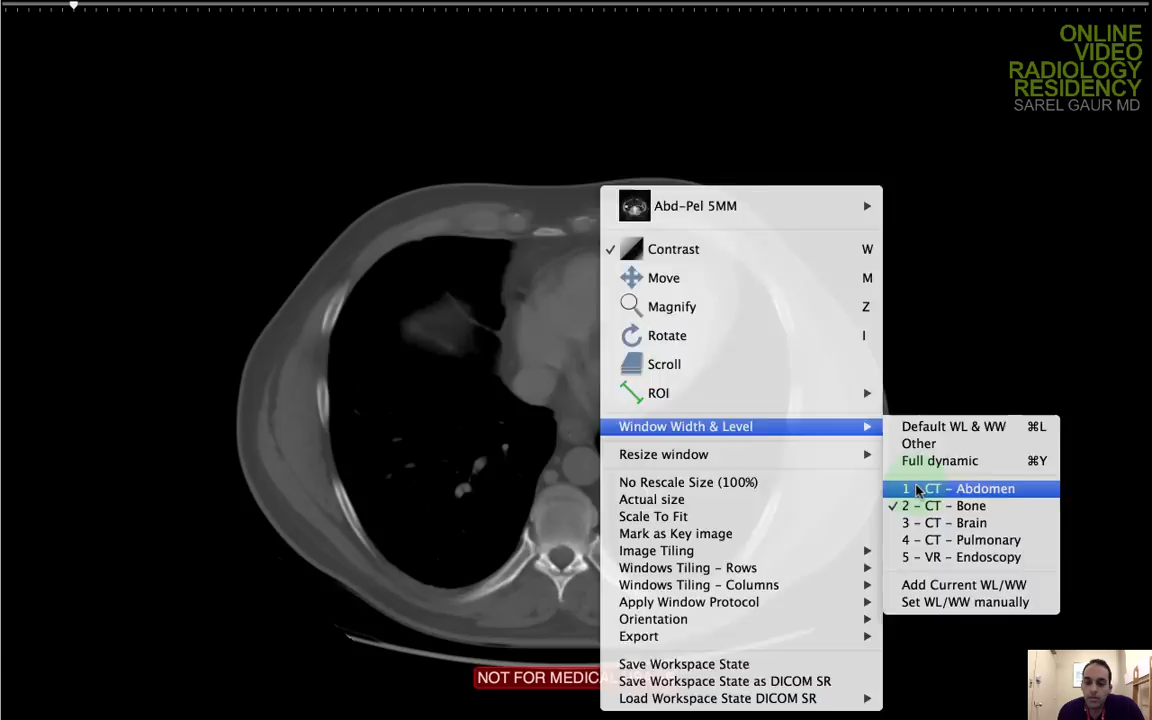 ONLINE
VIDEO
RADIOLOGY
RESIDENCY
SAREL GAUR MD
Abd-Pel 5MM
Contrast W
Move M
Magnify Z
Rotate I
Scroll
ROI
Window Width & Level
Resize window
No Rescale Size (100%)
Actual size
Scale To Fit
Mark as Key image
Image Tiling
Windows Tiling - Rows
Windows Tiling - Columns
Apply Window Protocol
Orientation
Export
Save Workspace State
Save Workspace State as DICOM SR
Load Workspace State DICOM SR
Default WL & WW ⌘L
Other
Full dynamic ⌘Y
1 - CT - Abdomen
2 - CT - Bone
3 - CT - Brain
4 - CT - Pulmonary
5 - VR - Endoscopy
Add Current WL/WW
Set WL/WW manually
NOT FOR MEDICAL